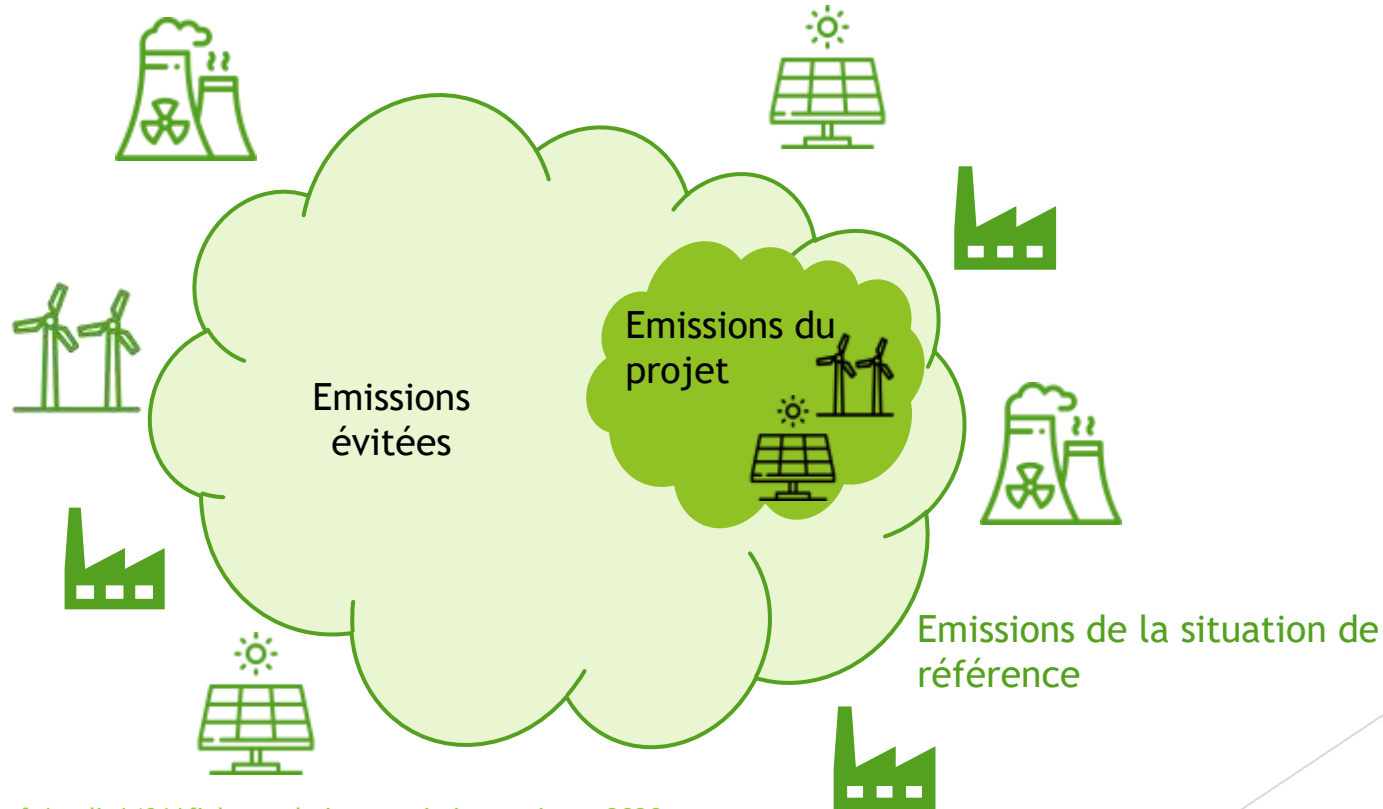 Emissions du
projet
Emissions
évitées
Emissions de la situation de
référence